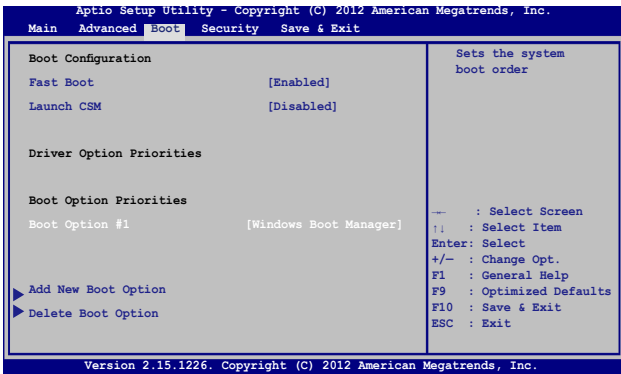 Aptio Setup Utility - Copyright (C) 2012 American Megatrends, Inc.
Main Advanced Boot Security Save & Exit
Boot Configuration
Fast Boot [Enabled]
Launch CSM [Disabled]
Driver Option Priorities
Boot Option Priorities
Boot Option #1 [Windows Boot Manager]
Add New Boot Option
Delete Boot Option
Sets the system
boot order
→← : Select Screen
↑↓ : Select Item
Enter: Select
+/— : Change Opt.
F1 : General Help
F9 : Optimized Defaults
F10 : Save & Exit
ESC : Exit
Version 2.15.1226. Copyright (C) 2012 American Megatrends, Inc.